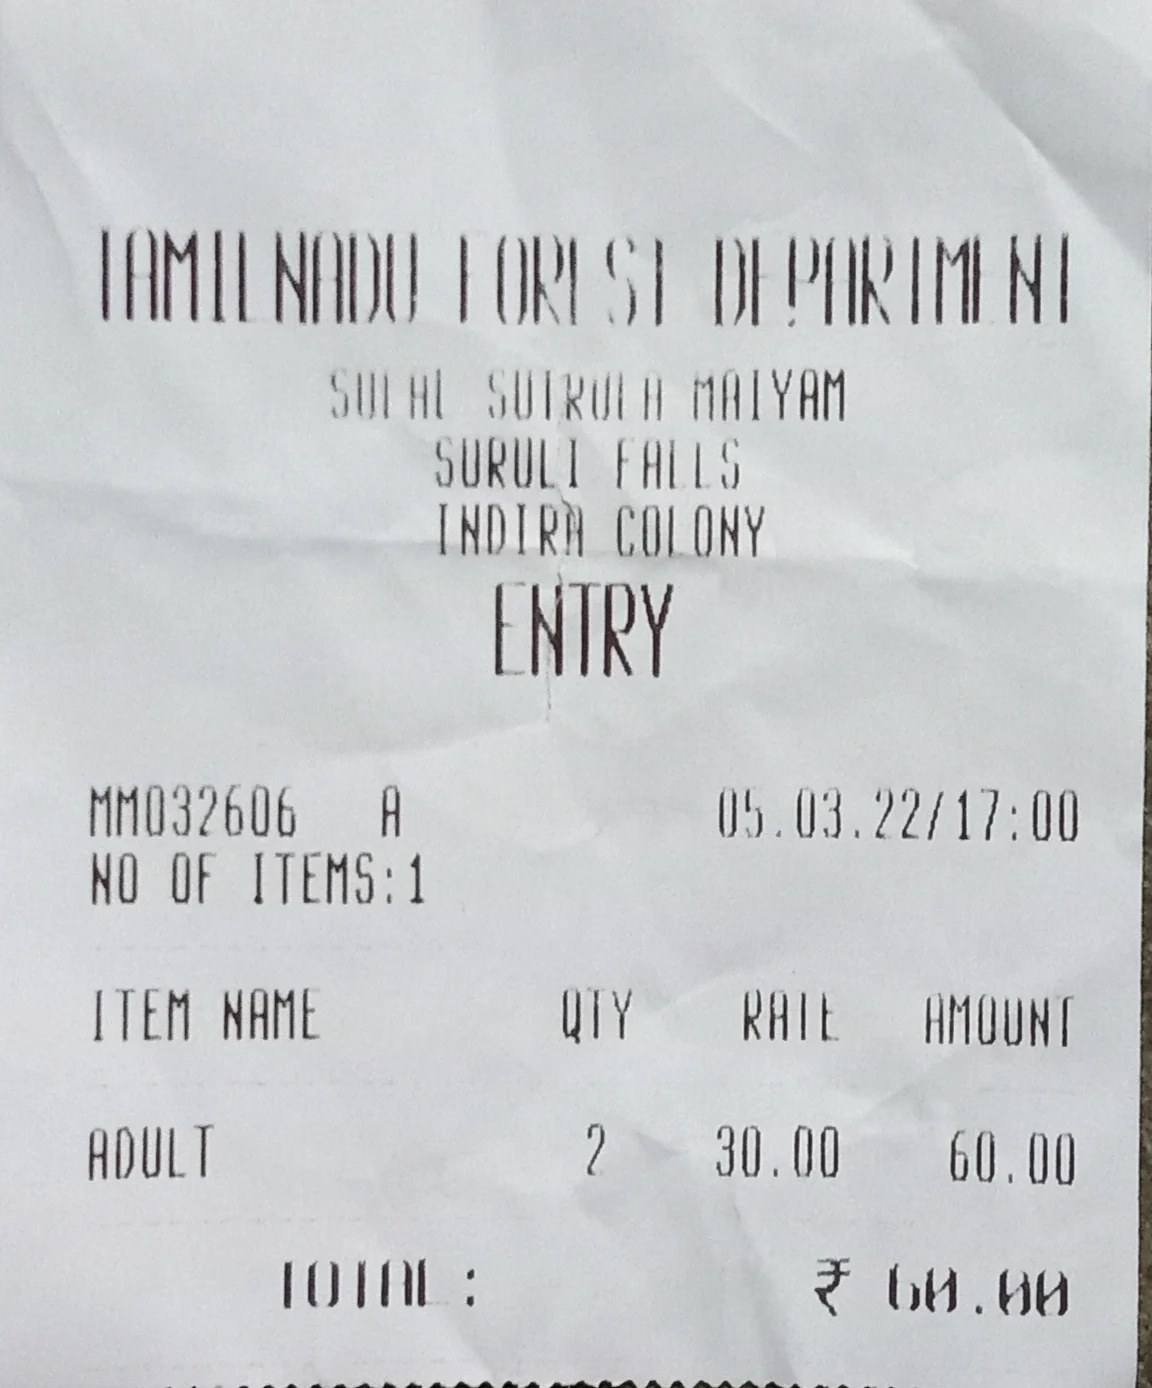 TAMILNADU FOREST DEPARTMENT
SULAL SUTRULA MAIYAM
SURULI FALLS
INDIRA COLONY
ENTRY
MM032606 A 05.03.22/17:00
NO OF ITEMS:1
ITEM NAME QTY RATE AMOUNT
ADULT 2 30.00 60.00
TOTAL: ₹ 60.00